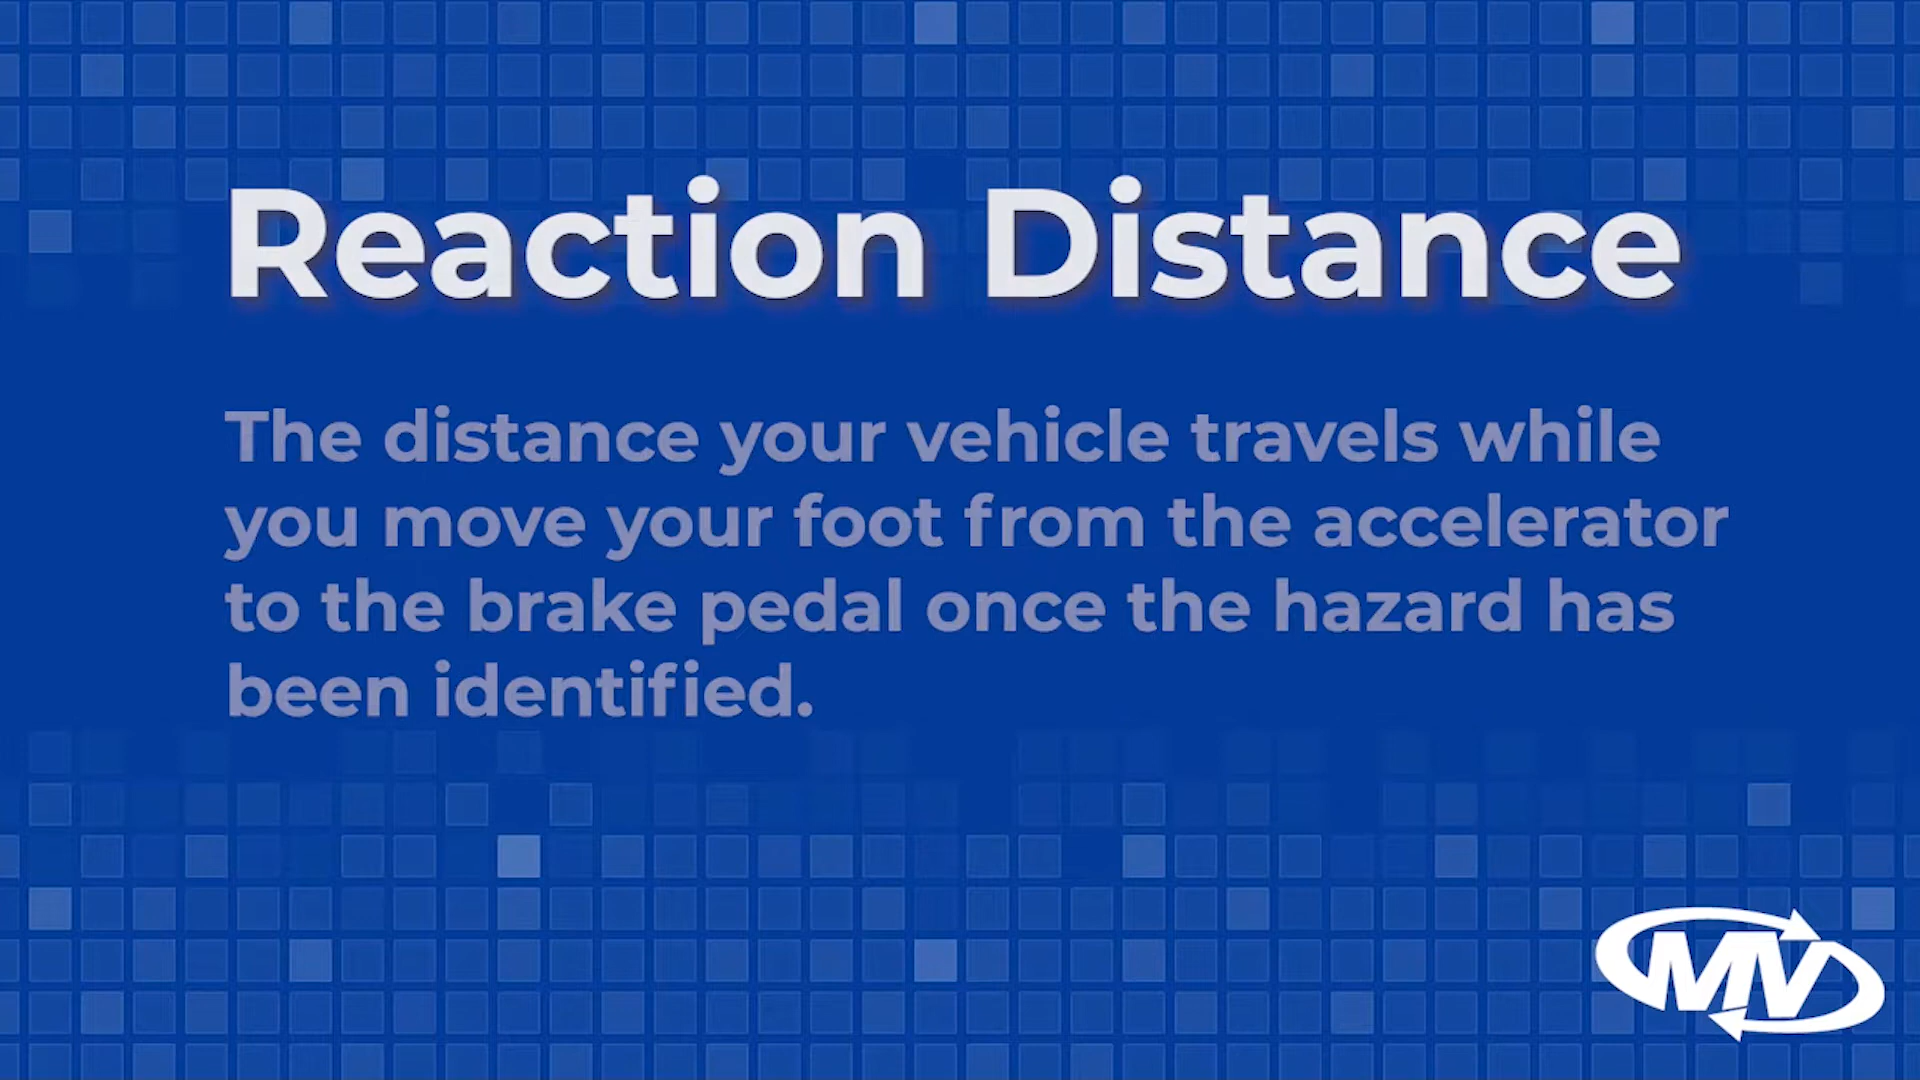 Reaction Distance
The distance your vehicle travels while
you move your foot from the accelerator
to the brake pedal once the hazard has
been identified.
MV